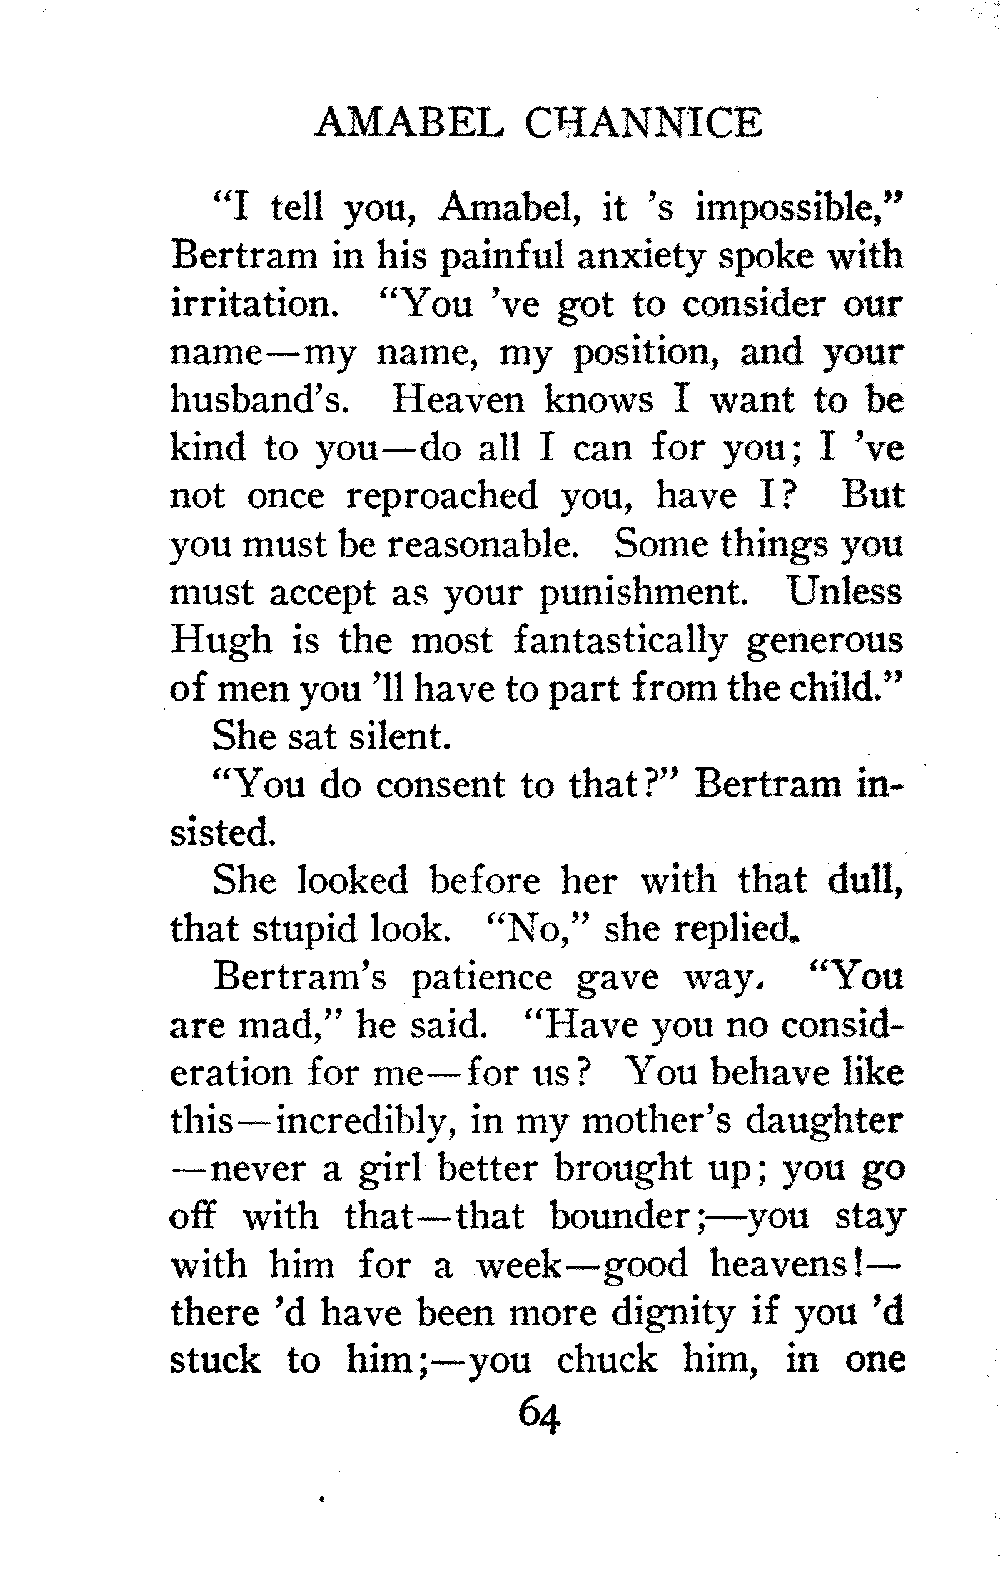 AMABEL CHANNICE
“I tell you, Amabel, it 's impossible,”
Bertram in his painful anxiety spoke with
irritation. “You 've got to consider our
name—my name, my position, and your
husband's. Heaven knows I want to be
kind to you—do all I can for you; I 've
not once reproached you, have I? But
you must be reasonable. Some things you
must accept as your punishment. Unless
Hugh is the most fantastically generous
of men you 'll have to part from the child.”
She sat silent.
“You do consent to that?” Bertram in-
sisted.
She looked before her with that dull,
that stupid look. “No,” she replied.
Bertram's patience gave way. “You
are mad,” he said. “Have you no consid-
eration for me—for us? You behave like
this—incredibly, in my mother's daughter
—never a girl better brought up; you go
off with that—that bounder;—you stay
with him for a week—good heavens!—
there 'd have been more dignity if you 'd
stuck to him;—you chuck him, in one
64